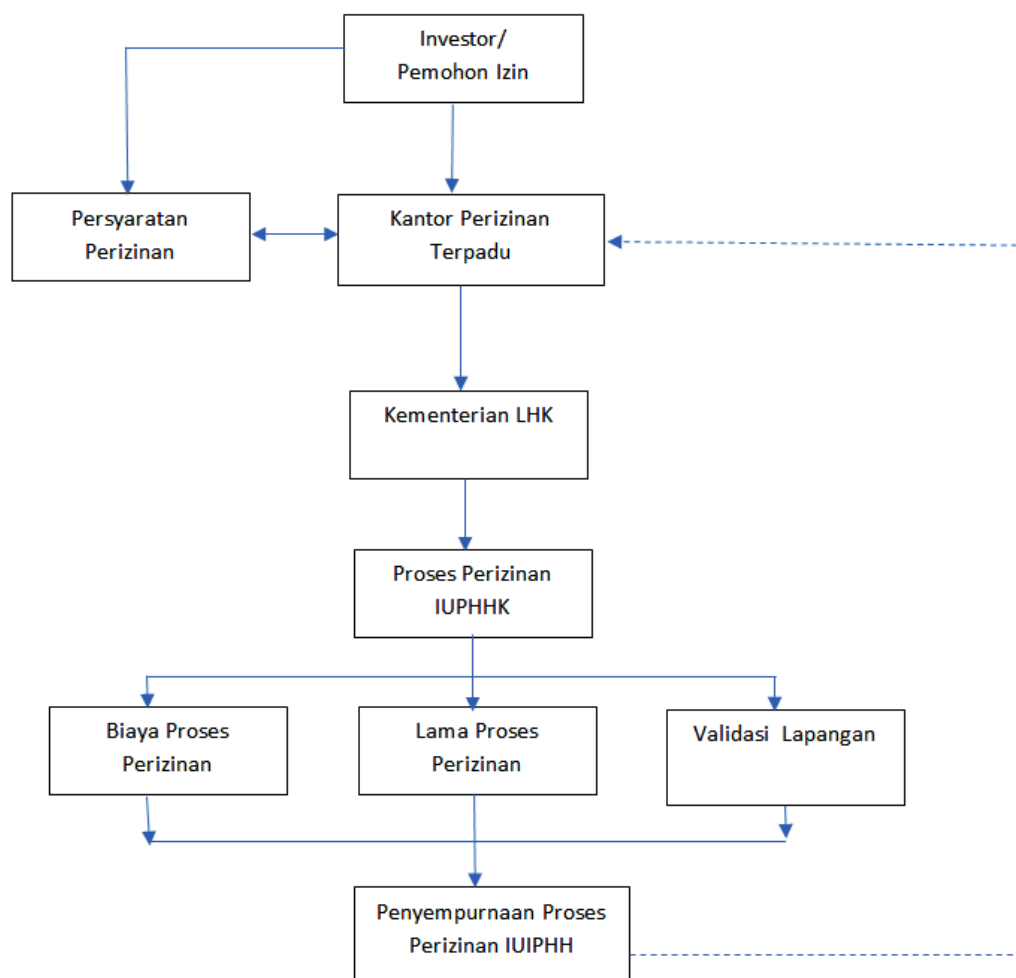 Investor/
Pemohon Izin
Persyaratan
Perizinan
Kantor Perizinan
Terpadu
Kementerian LHK
Proses Perizinan
IUPHHK
Biaya Proses
Perizinan
Lama Proses
Perizinan
Validasi Lapangan
Penyempurnaan Proses
Perizinan IUIPHH